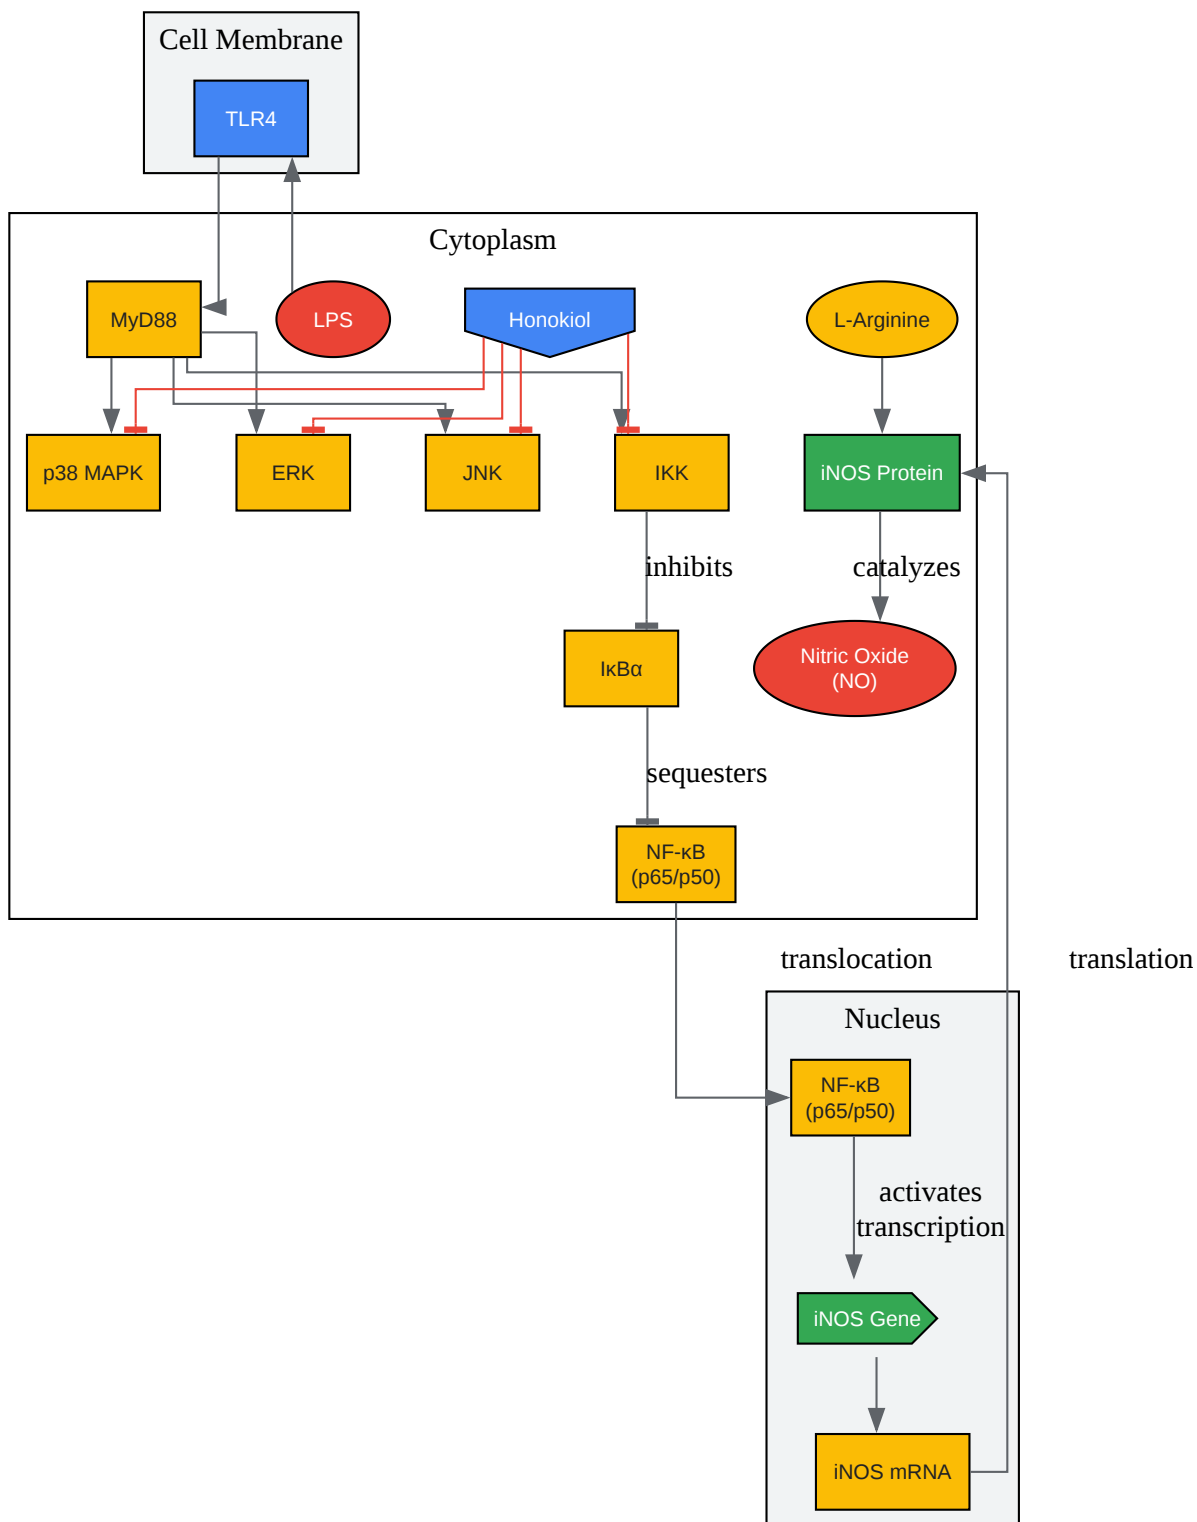 Cell Membrane
TLR4
Cytoplasm
MyD88
LPS
Honokiol
L-Arginine
p38 MAPK
ERK
JNK
IKK
iNOS Protein
inhibits
catalyzes
IκBα
Nitric Oxide
(NO)
sequesters
NF-κB
(p65/p50)
translocation
translation
Nucleus
NF-κB
(p65/p50)
activates
transcription
iNOS Gene
iNOS mRNA